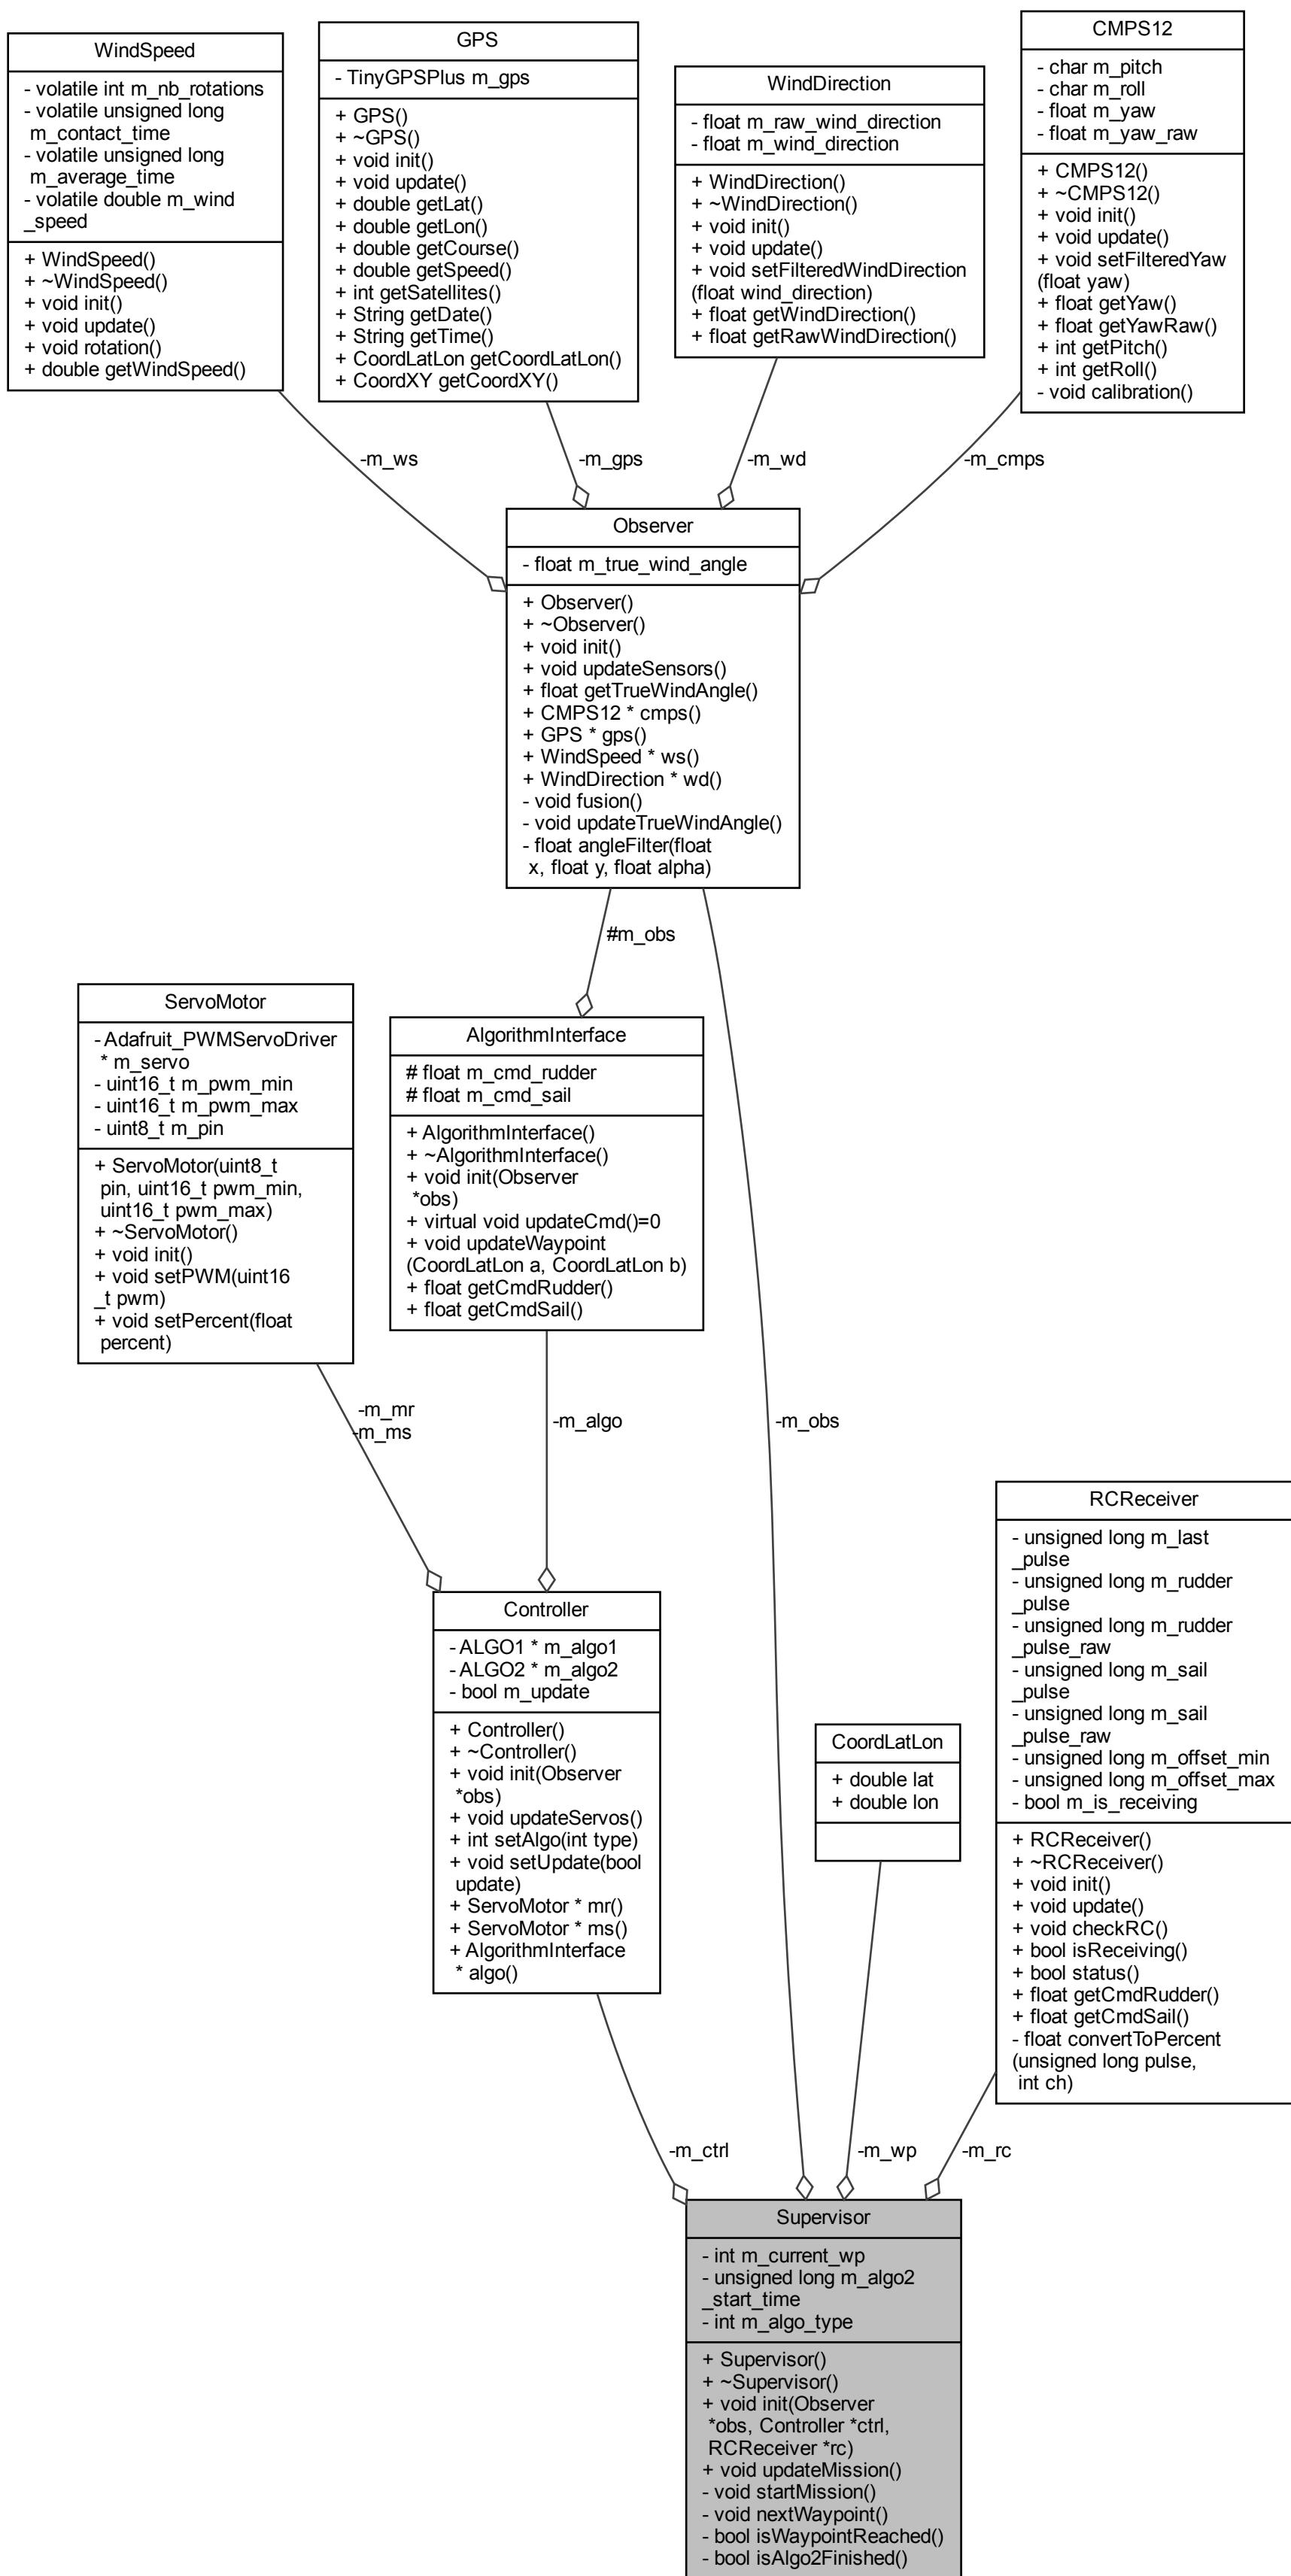 WindSpeed
- volatile int m_nb_rotations
- volatile unsigned long
m_contact_time
- volatile unsigned long
m_average_time
- volatile double m_wind
_speed
+ WindSpeed()
+ ~WindSpeed()
+ void init()
+ void update()
+ void rotation()
+ double getWindSpeed()
GPS
- TinyGPSPlus m_gps
+ GPS()
+ ~GPS()
+ void init()
+ void update()
+ double getLat()
+ double getLon()
+ double getCourse()
+ double getSpeed()
+ int getSatellites()
+ String getDate()
+ String getTime()
+ CoordLatLon getCoordLatLon()
+ CoordXY getCoordXY()
WindDirection
- float m_raw_wind_direction
- float m_wind_direction
+ WindDirection()
+ ~WindDirection()
+ void init()
+ void update()
+ void setFilteredWindDirection
(float wind_direction)
+ float getWindDirection()
+ float getRawWindDirection()
CMPS12
- char m_pitch
- char m_roll
- float m_yaw
- float m_yaw_raw
+ CMPS12()
+ ~CMPS12()
+ void init()
+ void update()
+ void setFilteredYaw
(float yaw)
+ float getYaw()
+ float getYawRaw()
+ int getPitch()
+ int getRoll()
- void calibration()
-m_ws
-m_gps
-m_wd
-m_cmps
Observer
- float m_true_wind_angle
+ Observer()
+ ~Observer()
+ void init()
+ void updateSensors()
+ float getTrueWindAngle()
+ CMPS12 * cmps()
+ GPS * gps()
+ WindSpeed * ws()
+ WindDirection * wd()
- void fusion()
- void updateTrueWindAngle()
- float angleFilter(float
x, float y, float alpha)
#m_obs
ServoMotor
- Adafruit_PWMServoDriver
* m_servo
- uint16_t m_pwm_min
- uint16_t m_pwm_max
- uint8_t m_pin
+ ServoMotor(uint8_t
pin, uint16_t pwm_min,
uint16_t pwm_max)
+ ~ServoMotor()
+ void init()
+ void setPWM(uint16
_t pwm)
+ void setPercent(float
percent)
AlgorithmInterface
# float m_cmd_rudder
# float m_cmd_sail
+ AlgorithmInterface()
+ ~AlgorithmInterface()
+ void init(Observer
*obs)
+ virtual void updateCmd()=0
+ void updateWaypoint
(CoordLatLon a, CoordLatLon b)
+ float getCmdRudder()
+ float getCmdSail()
-m_mr
-m_ms
-m_algo
-m_obs
Controller
- ALGO1 * m_algo1
- ALGO2 * m_algo2
- bool m_update
+ Controller()
+ ~Controller()
+ void init(Observer
*obs)
+ void updateServos()
+ int setAlgo(int type)
+ void setUpdate(bool
update)
+ ServoMotor * mr()
+ ServoMotor * ms()
+ AlgorithmInterface
* algo()
CoordLatLon
+ double lat
+ double lon
RCReceiver
- unsigned long m_last
_pulse
- unsigned long m_rudder
_pulse
- unsigned long m_rudder
_pulse_raw
- unsigned long m_sail
_pulse
- unsigned long m_sail
_pulse_raw
- unsigned long m_offset_min
- unsigned long m_offset_max
- bool m_is_receiving
+ RCReceiver()
+ ~RCReceiver()
+ void init()
+ void update()
+ void checkRC()
+ bool isReceiving()
+ bool status()
+ float getCmdRudder()
+ float getCmdSail()
- float convertToPercent
(unsigned long pulse,
int ch)
-m_ctrl
-m_wp
-m_rc
Supervisor
- int m_current_wp
- unsigned long m_algo2
_start_time
- int m_algo_type
+ Supervisor()
+ ~Supervisor()
+ void init(Observer
*obs, Controller *ctrl,
RCReceiver *rc)
+ void updateMission()
- void startMission()
- void nextWaypoint()
- bool isWaypointReached()
- bool isAlgo2Finished()